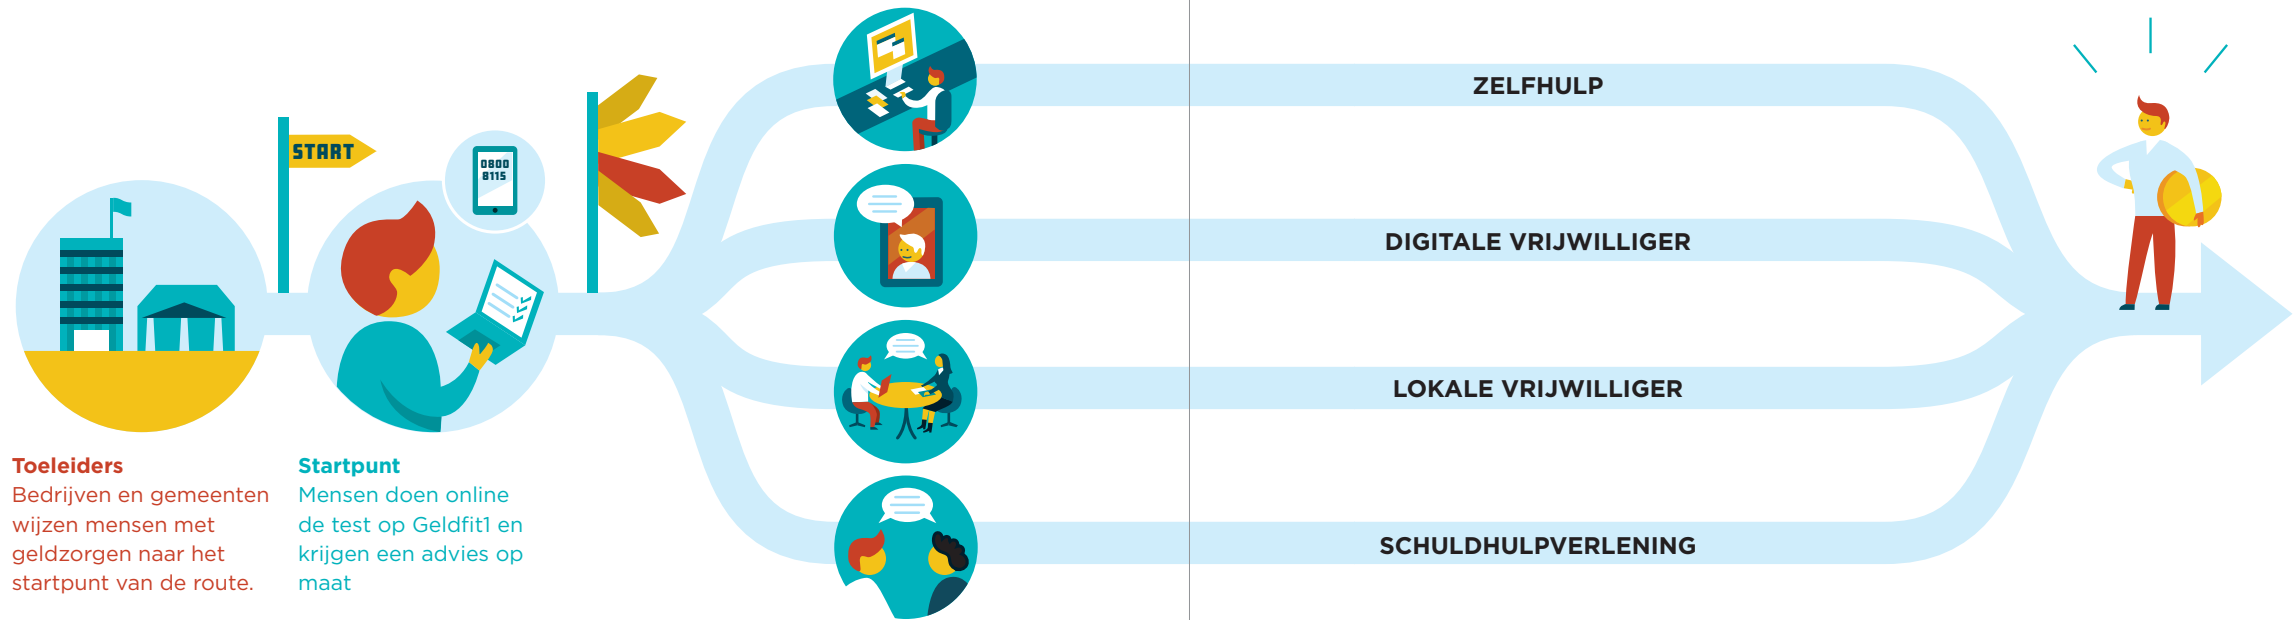 START
0800
8115
ZELFHULP
DIGITALE VRIJWILLIGER
LOKALE VRIJWILLIGER
SCHULDHULPVERLENING
Toeleiders
Bedrijven en gemeenten
wijzen mensen met
geldzorgen naar het
startpunt van de route.
Startpunt
Mensen doen online
de test op Geldfit1 en
krijgen een advies op
maat